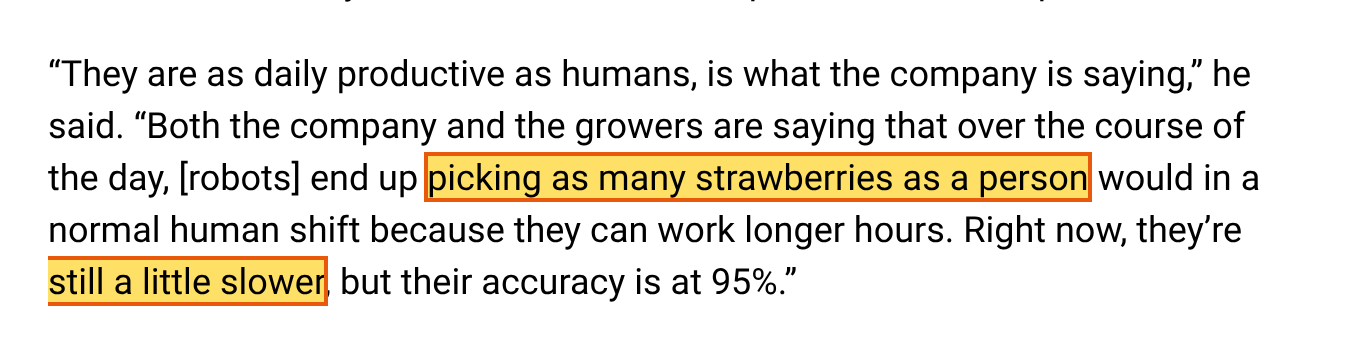 “They are as daily productive as humans, is what the company is saying,” he
said. “Both the company and the growers are saying that over the course of
the day, [robots] end up picking as many strawberries as a person would in a
normal human shift because they can work longer hours. Right now, they’re
still a little slower, but their accuracy is at 95%.”